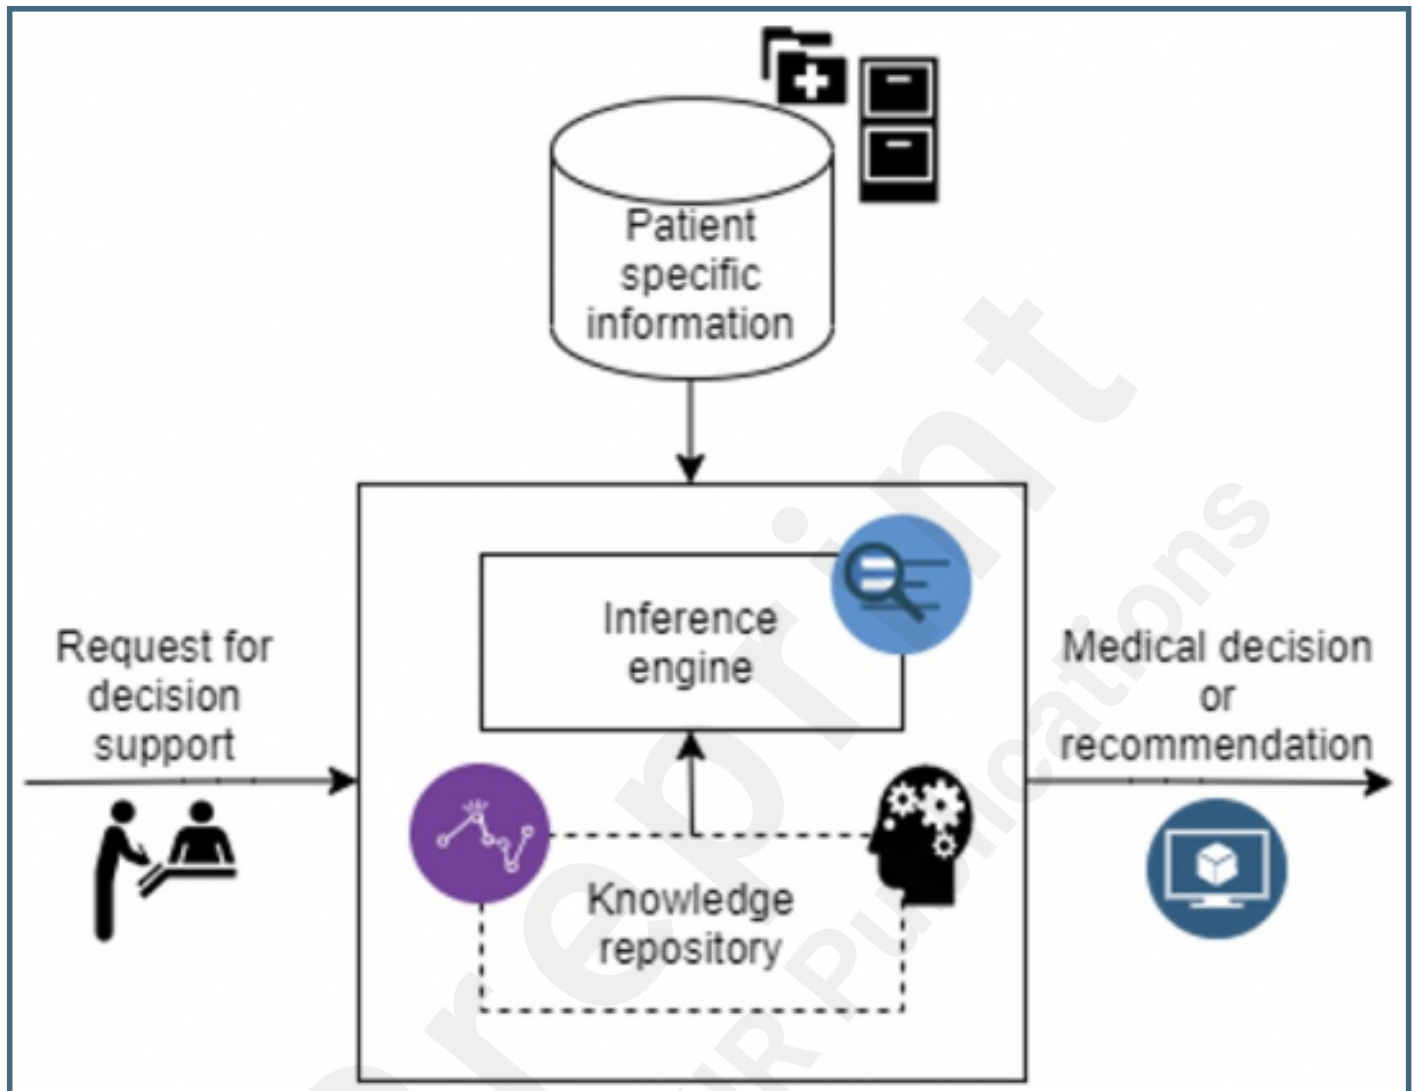 Patient
specific
information
Inference
engine
Request for
decision
support
Medical decision
or
recommendation
Knowledge
repository